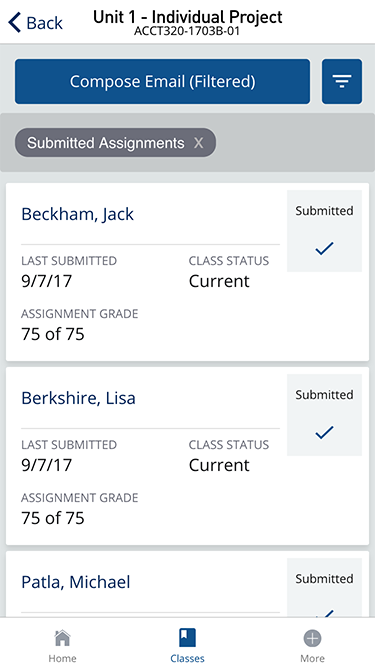 Back
Unit 1 - Individual Project
ACCT320-1703B-01
Compose Email (Filtered)
Submitted Assignments X
Beckham, Jack
Submitted
LAST SUBMITTED
9/7/17
CLASS STATUS
Current
ASSIGNMENT GRADE
75 of 75
Berkshire, Lisa
Submitted
LAST SUBMITTED
9/7/17
CLASS STATUS
Current
ASSIGNMENT GRADE
75 of 75
Patla, Michael
Submitted
Home
Classes
More